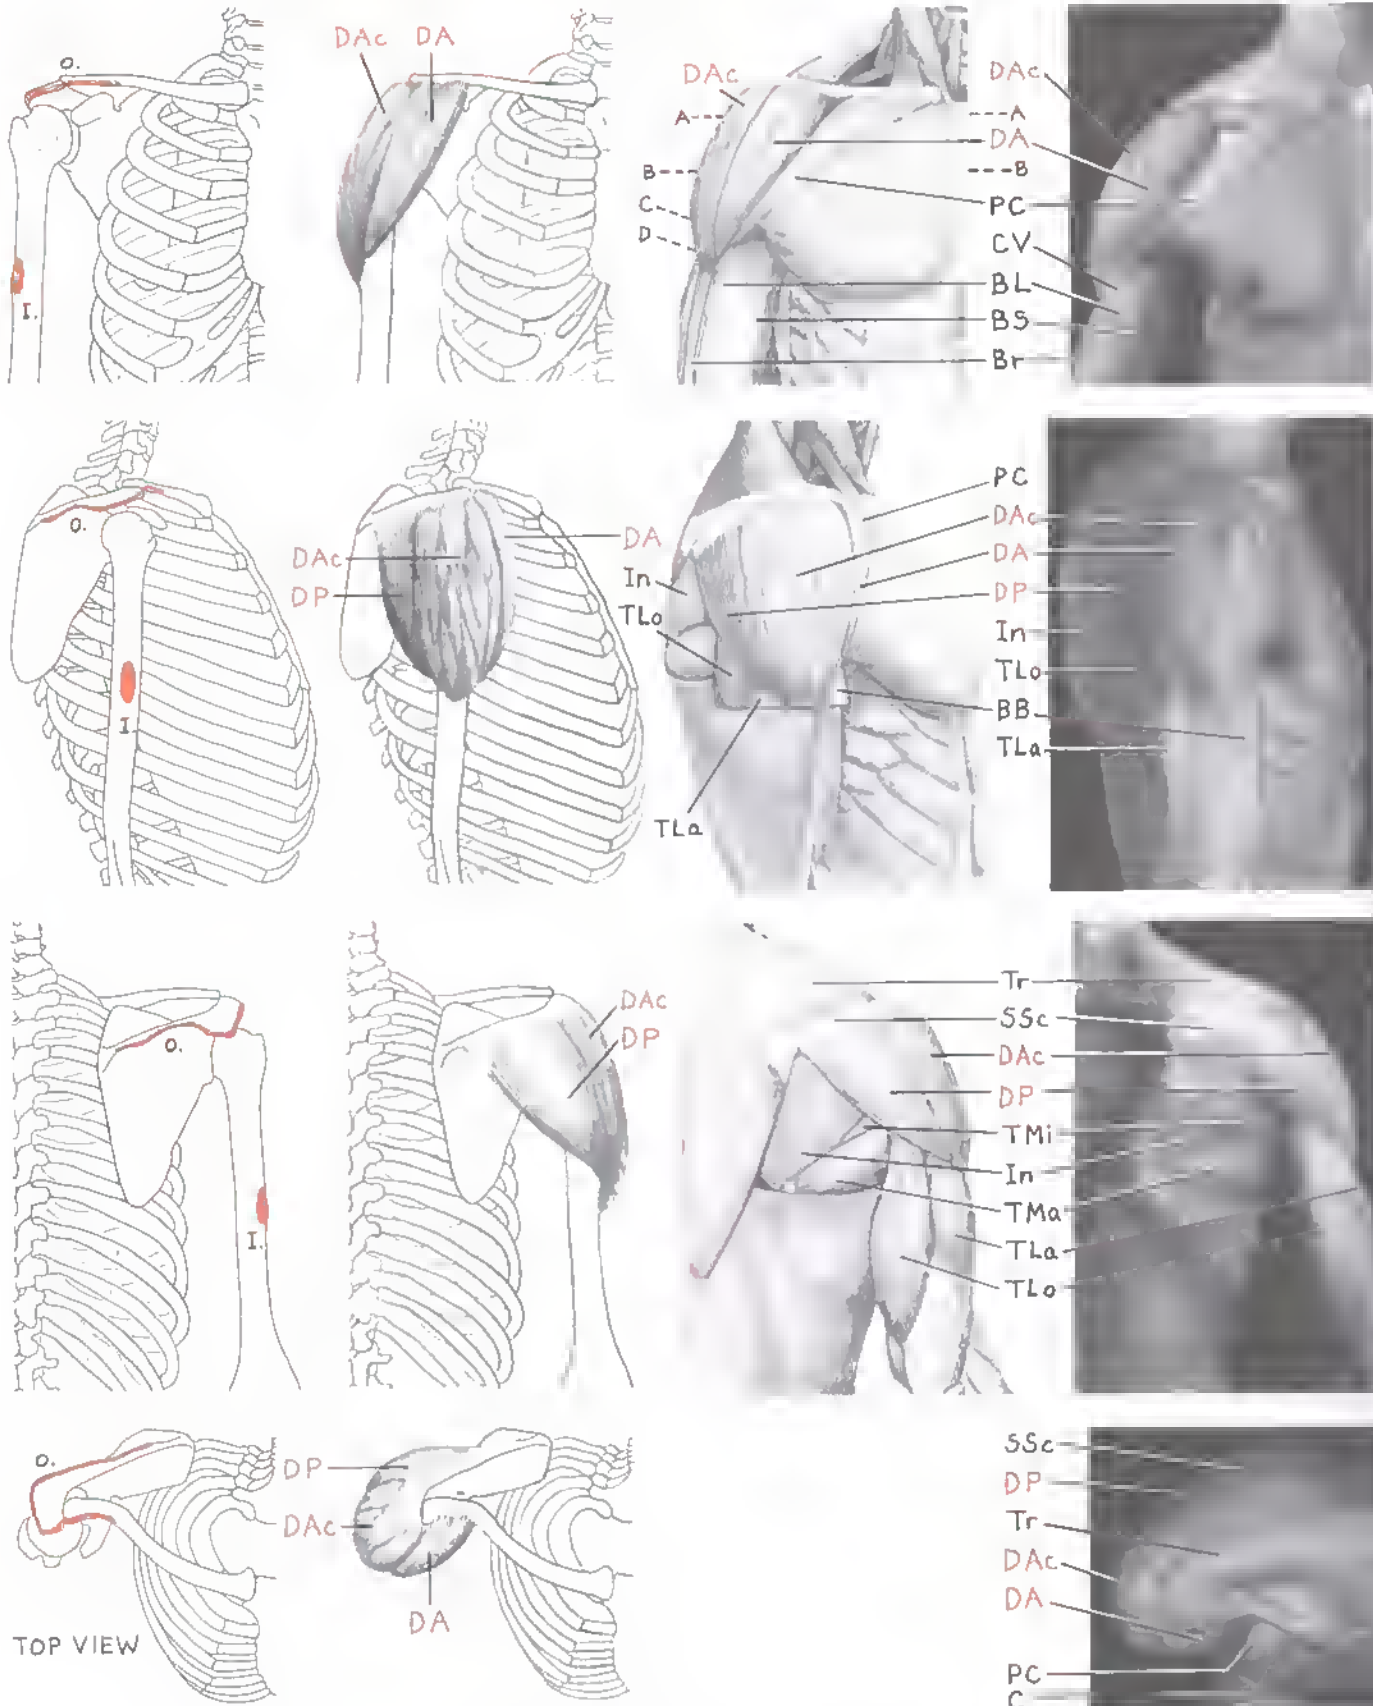 O.
I.
DAc DA
DAc
A
B
C
D
A
DA
B
PC
CV
BL
BS
Br
DAc
O.
I.
DAc
DP
DA
In
TLo
TLa
PC
DAc
DA
DP
In
TLo
BB
TLa
O.
I.
DAc
DP
Tr
SSc
DAc
DP
TMi
In
TMa
TLa
TLo
O.
TOP VIEW
DP
DAc
DA
SSc
DP
Tr
DAc
DA
PC
C